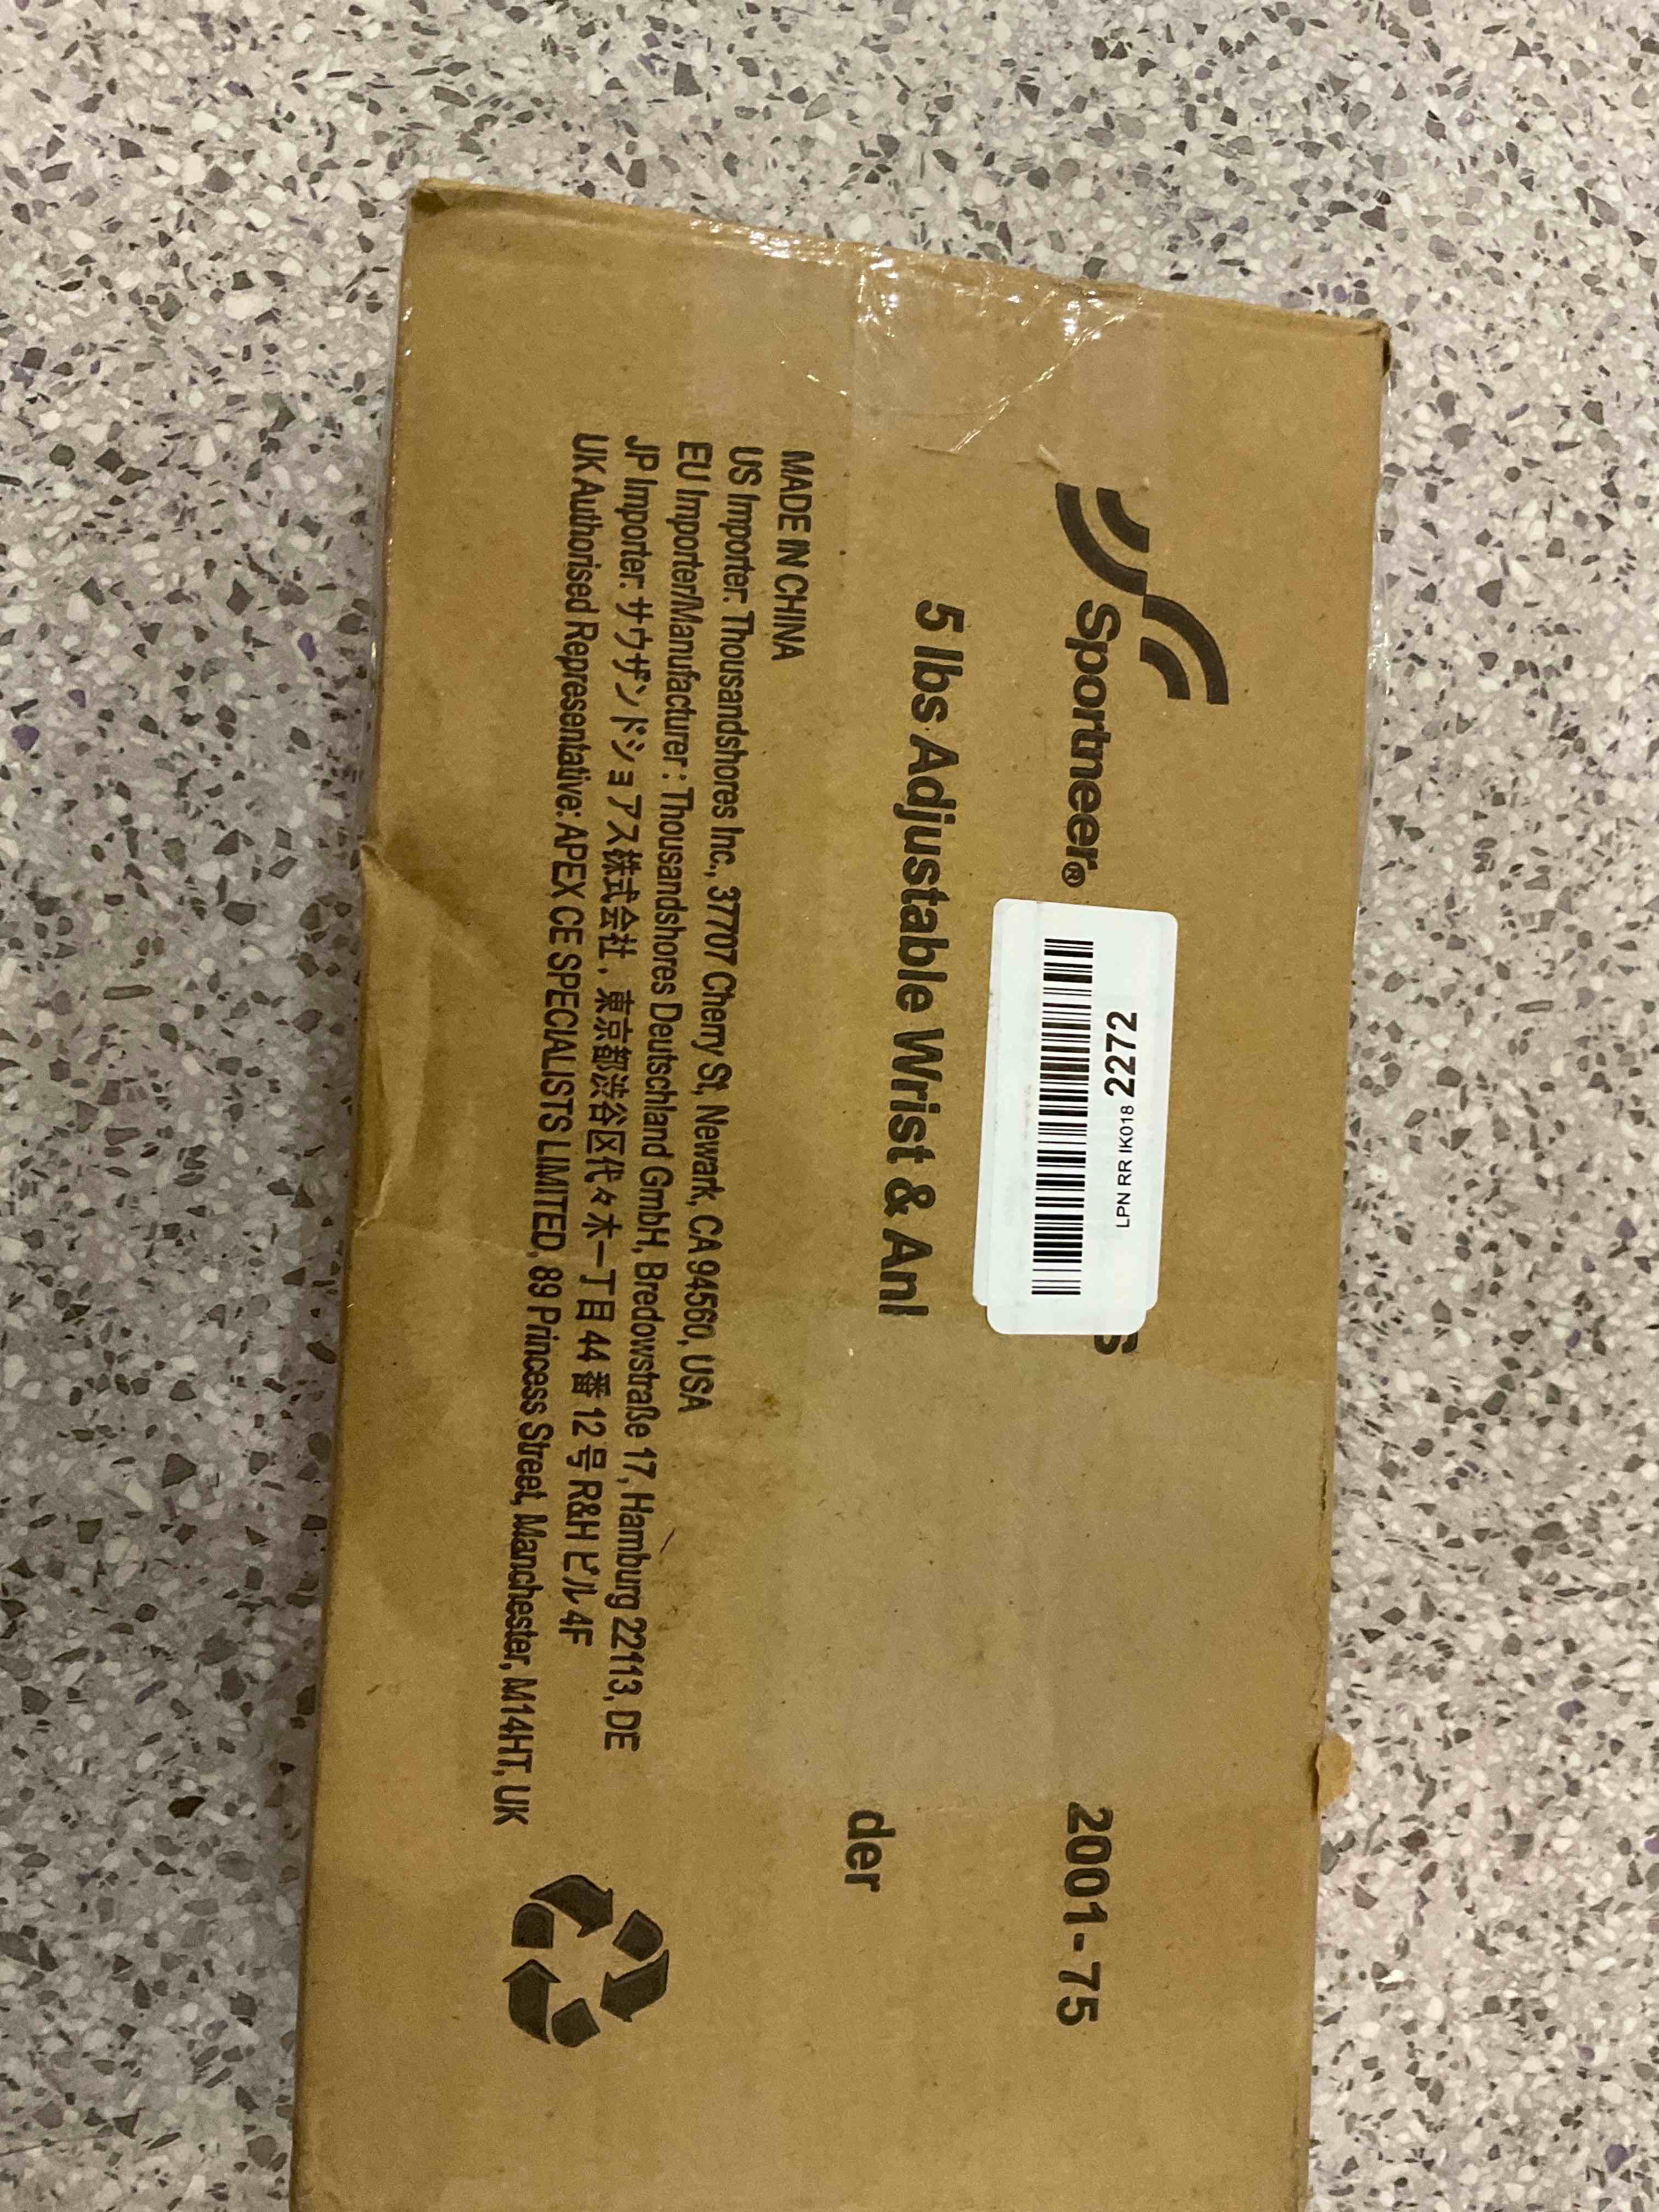 Sportneer®
S
2001-75
LPN RR IK018 2272
5 lbs Adjustable Wrist & Anl
der
MADE IN CHINA
US Importer: Thousandshores Inc., 37707 Cherry St, Newark, CA 94560, USA
EU Importer/Manufacturer : Thousandshores Deutschland GmbH, Bredowstraße 17, Hamburg 22113, DE
JP Importer: サウザンドショアス株式会社 , 東京都渋谷区代々木一丁目 44 番 12 号 R&H ビル 4F
UK Authorised Representative: APEX CE SPECIALISTS LIMITED, 89 Princess Street, Manchester, M14HT, UK